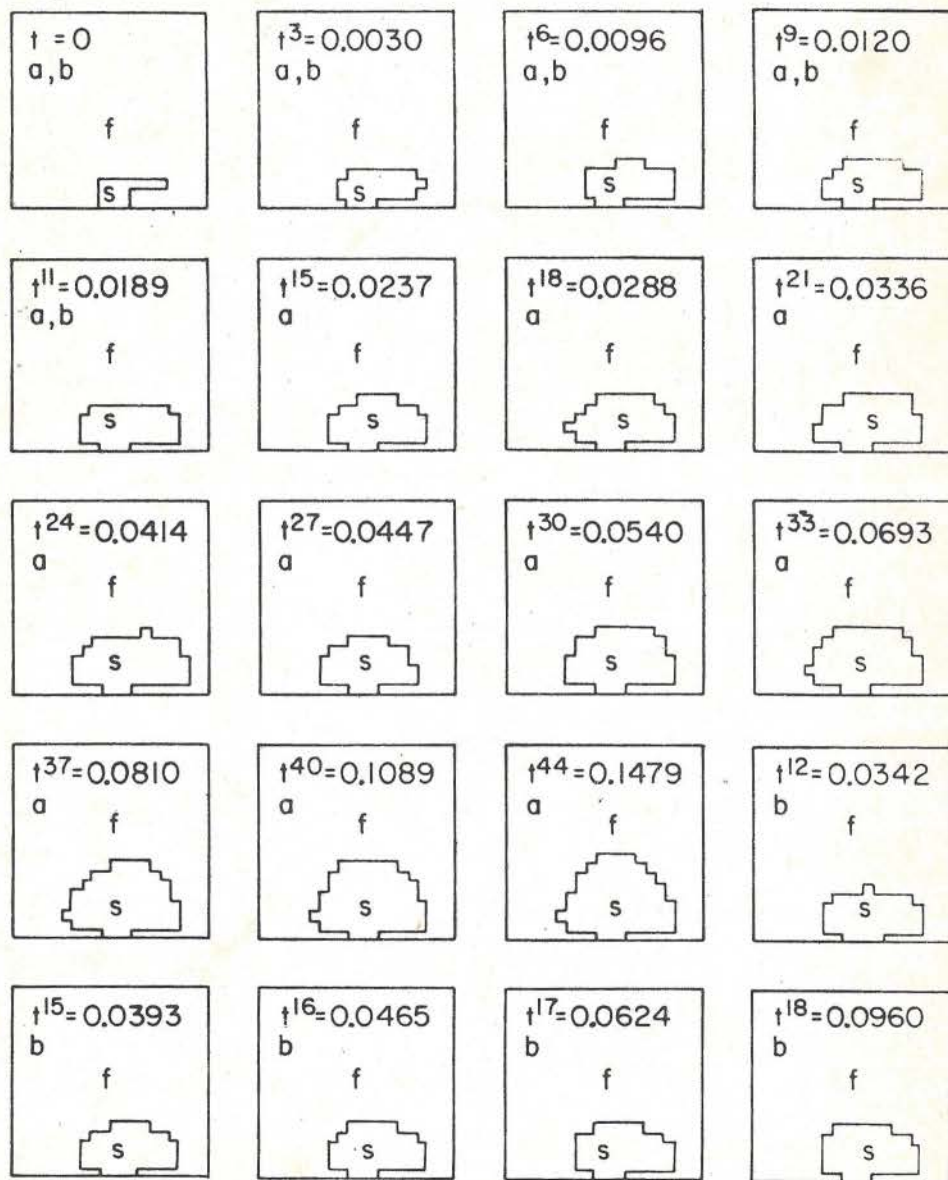 t = 0
a,b
f
s
t³=0.0030
a,b
f
s
t⁶=0.0096
a,b
f
s
t⁹=0.0120
a,b
f
s
t¹¹=0.0189
a,b
f
s
t¹⁵=0.0237
a
f
s
t¹⁸=0.0288
a
f
s
t²¹=0.0336
a
f
s
t²⁴=0.0414
a
f
s
t²⁷=0.0447
a
f
s
t³⁰=0.0540
a
f
s
t³³=0.0693
a
f
s
t³⁷=0.0810
a
f
s
t⁴⁰=0.1089
a
f
s
t⁴⁴=0.1479
a
f
s
t¹²=0.0342
b
f
s
t¹⁵=0.0393
b
f
s
t¹⁶=0.0465
b
f
s
t¹⁷=0.0624
b
f
s
t¹⁸=0.0960
b
f
s